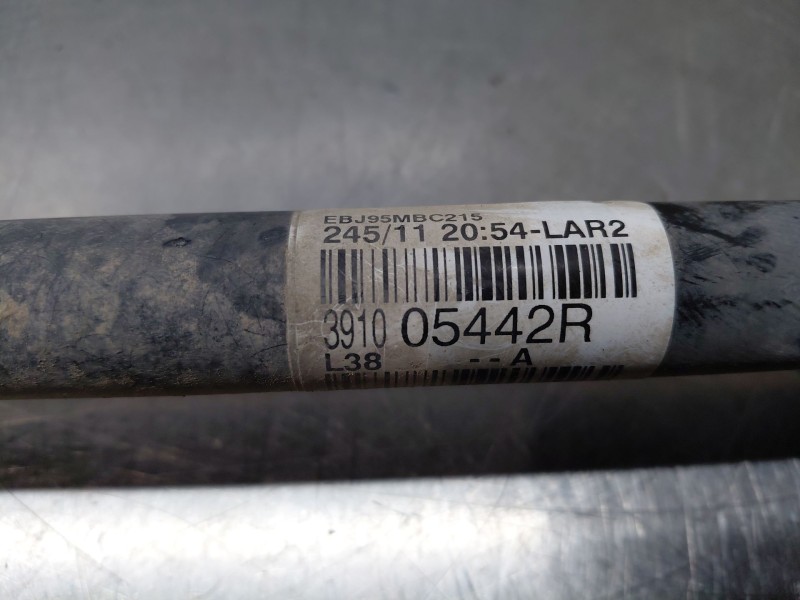 EBJ95MBC215
245/11 20:54-LAR2
3910 05442R
L38 - - A